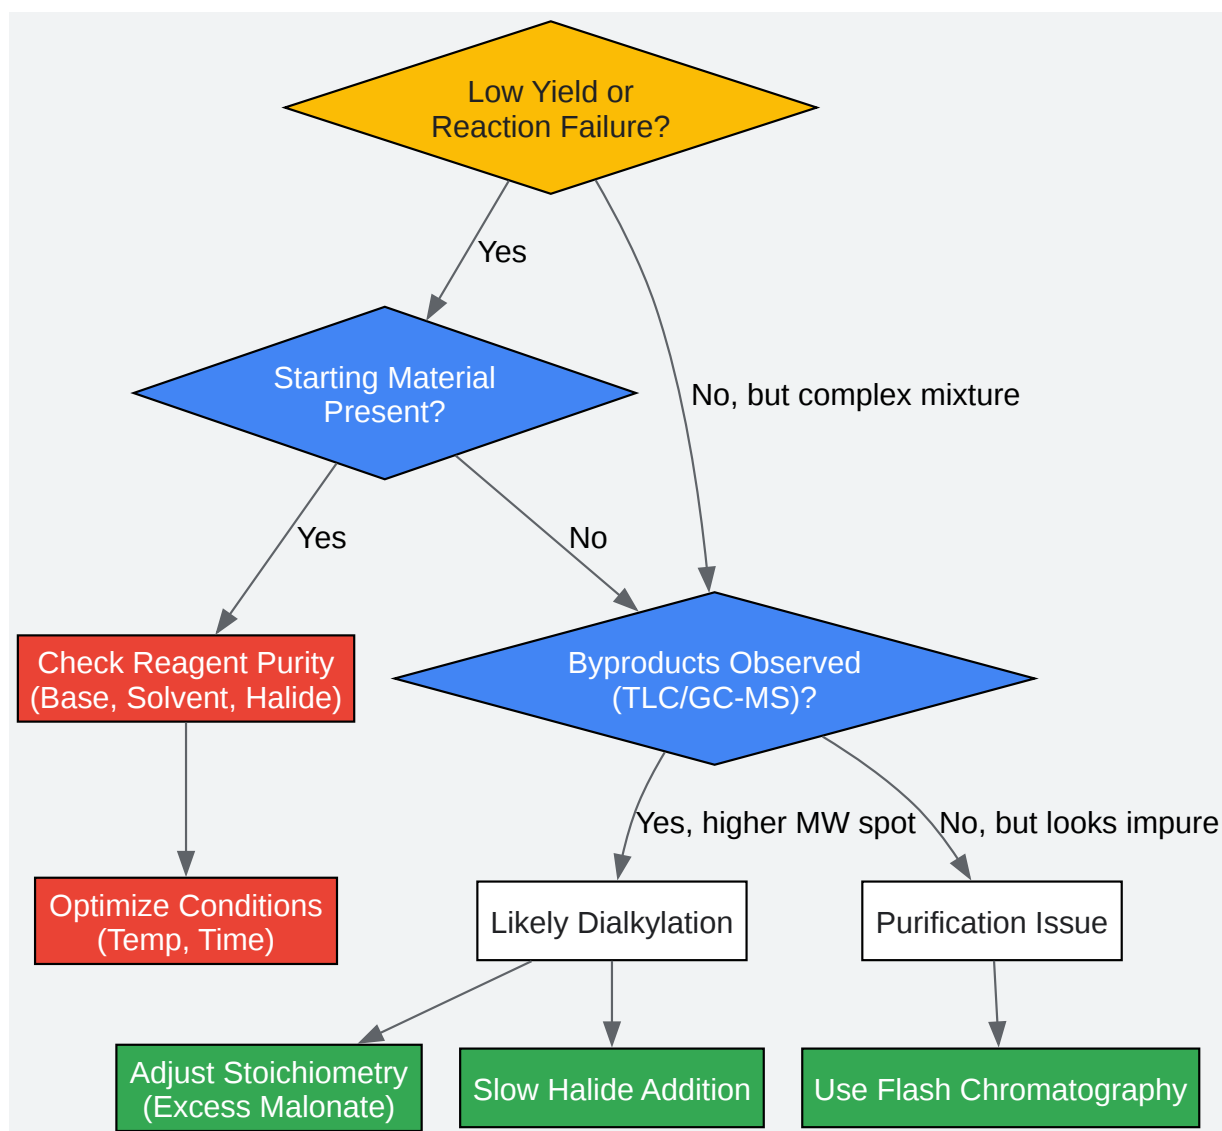 Low Yield or
Reaction Failure?
Yes
Starting Material
Present?
No, but complex mixture
Yes
No
Check Reagent Purity
(Base, Solvent, Halide)
Byproducts Observed
(TLC/GC-MS)?
Yes, higher MW spot
No, but looks impure
Optimize Conditions
(Temp, Time)
Likely Dialkylation
Purification Issue
Adjust Stoichiometry
(Excess Malonate)
Slow Halide Addition
Use Flash Chromatography